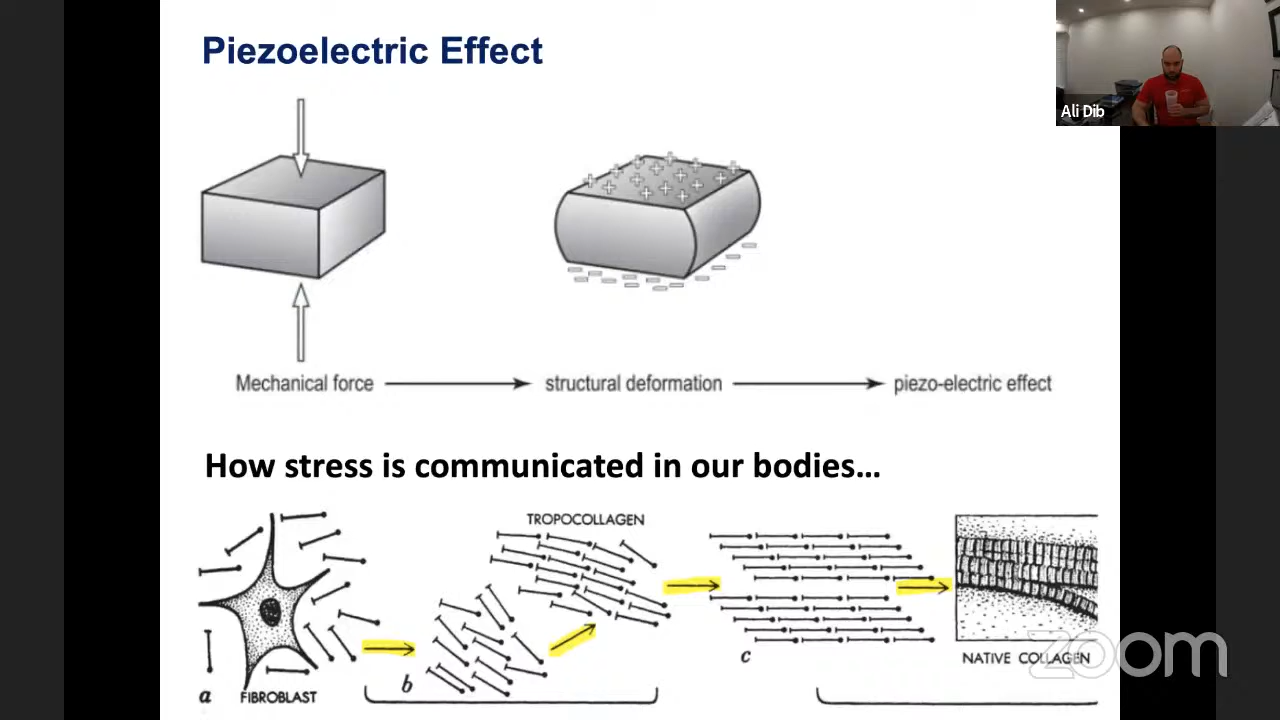 Piezoelectric Effect
Ali Dib
Mechanical force
structural deformation
piezo-electric effect
How stress is communicated in our bodies...
TROPOCOLLAGEN
a
FIBROBLAST
b
c
NATIVE COLLAGEN
zoom